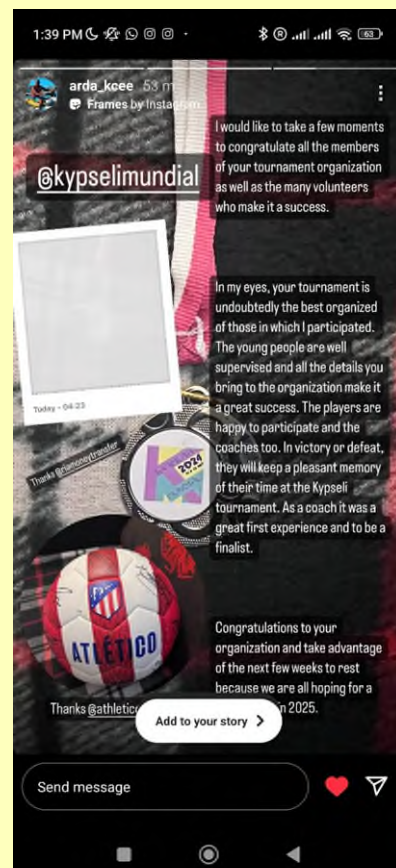 1:39 PM
63
arda_kcee 53 m
Frames by Instagram
@kypselimundial
I would like to take a few moments
to congratulate all the members
of your tournament organization
as well as the many volunteers
who make it a success.
In my eyes, your tournament is
undoubtedly the best organized
of those in which I participated.
The young people are well
supervised and all the details you
bring to the organization make it
a great success. The players are
happy to participate and the
coaches too. In victory or defeat,
they will keep a pleasant memory
of their time at the Kypseli
tournament. As a coach it was a
great first experience and to be a
finalist.
Today - 04:23
Thanks @riamoneytransfer
2024
ATLÉTICO
Congratulations to your
organization and take advantage
of the next few weeks to rest
because we are all hoping for a
in 2025.
Thanks @athletic
Add to your story
Send message